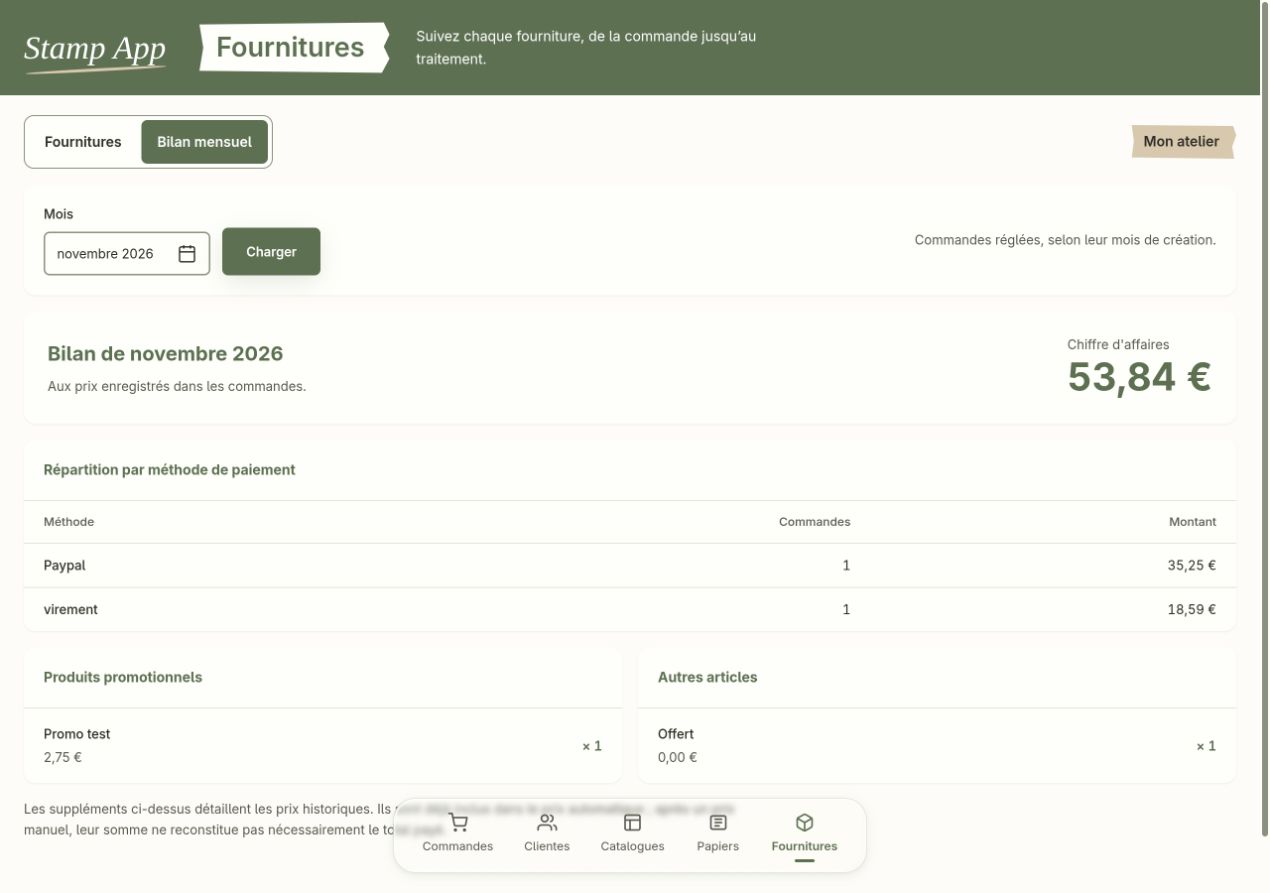 Stamp App
Fournitures
Suivez chaque fourniture, de la commande jusqu’au
traitement.
Fournitures
Bilan mensuel
Mon atelier
Mois
novembre 2026
Charger
Commandes réglées, selon leur mois de création.
Bilan de novembre 2026
Aux prix enregistrés dans les commandes.
Chiffre d'affaires
53,84 €
Répartition par méthode de paiement
Méthode Commandes Montant
Paypal 1 35,25 €
virement 1 18,59 €
Produits promotionnels
Promo test
2,75 €
× 1
Autres articles
Offert
0,00 €
× 1
Les suppléments ci-dessus détaillent les prix historiques. Ils
manuel, leur somme ne reconstitue pas nécessairement le
Commandes
Clientes
Catalogues
Papiers
Fournitures